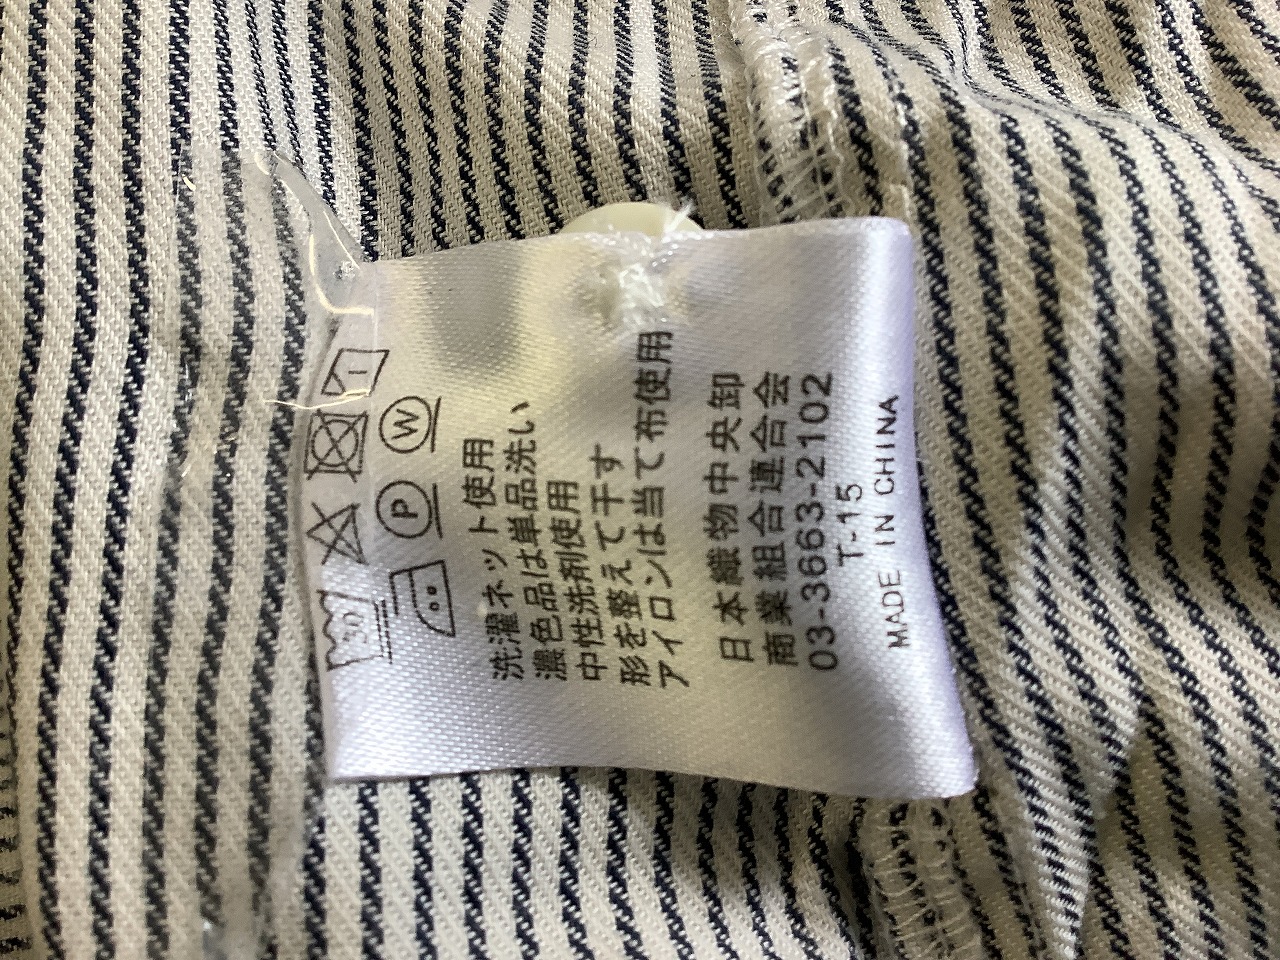 30
P W
洗濯ネット使用
濃色品は単品洗い
中性洗剤使用
形を整えて干す
アイロンは当て布使用
日本織物中央卸
商業組合連合会
03-3663-2102
T-15
MADE IN CHINA